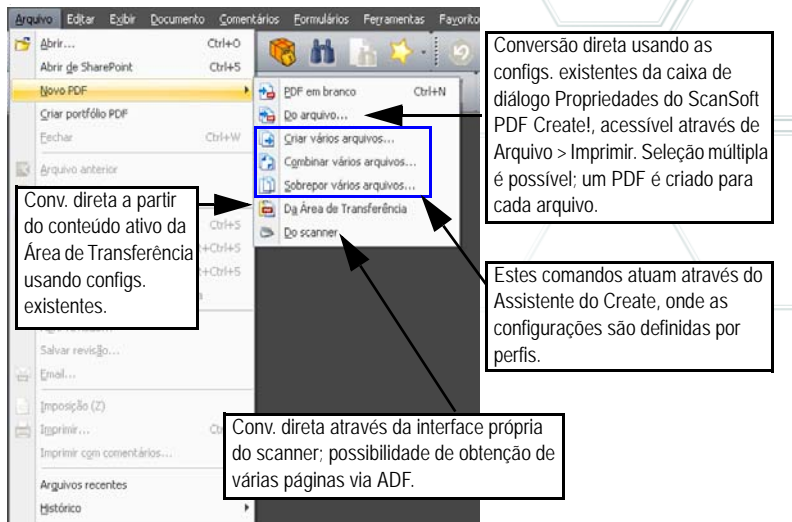 Arquivo Editar Exibir Documento Comentários Formulários Ferramentas Favorito
Abrir... Ctrl+O
Abrir de SharePoint Ctrl+5
Novo PDF
Criar portfólio PDF
Fechar Ctrl+W
Arquivo anterior
Ctrl+S
+Ctrl+S
+Ctrl+S
Salvar revisão...
Email...
Imposição (Z)
Imprimir...
Imprimir com comentários...
Arquivos recentes
Histórico
PDF em branco Ctrl+N
Do arquivo...
Criar vários arquivos...
Combinar vários arquivos...
Sobrepor vários arquivos...
Da Área de Transferência
Do scanner
Conversão direta usando as
configs. existentes da caixa de
diálogo Propriedades do ScanSoft
PDF Create!, acessível através de
Arquivo > Imprimir. Seleção múltipla
é possível; um PDF é criado para
cada arquivo.
Conv. direta a partir
do conteúdo ativo da
Área de Transferência
usando configs.
existentes.
Estes comandos atuam através do
Assistente do Create, onde as
configurações são definidas por
perfis.
Conv. direta através da interface própria
do scanner; possibilidade de obtenção de
várias páginas via ADF.